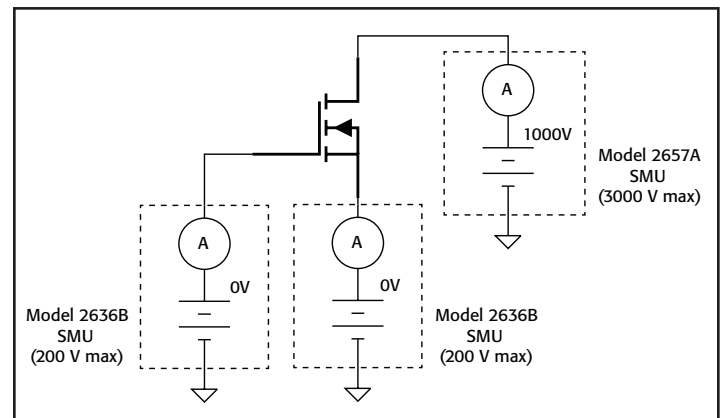 A
1000V
Model 2657A
SMU
(3000 V max)
A
0V
Model 2636B
SMU
(200 V max)
A
0V
Model 2636B
SMU
(200 V max)